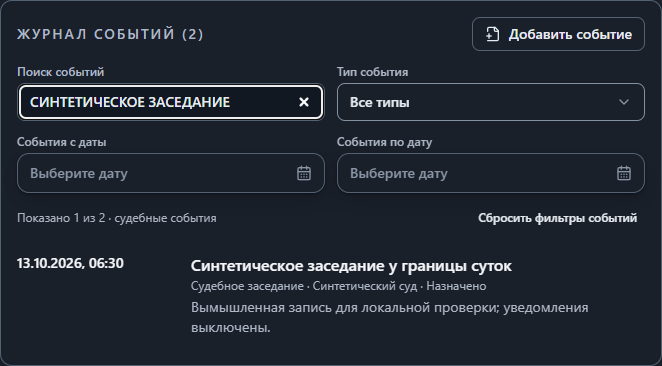 ЖУРНАЛ СОБЫТИЙ (2)
Добавить событие
Поиск событий
Тип события
СИНТЕТИЧЕСКОЕ ЗАСЕДАНИЕ
Все типы
События с даты
События по дату
Выберите дату
Выберите дату
Показано 1 из 2 · судебные события
Сбросить фильтры событий
13.10.2026, 06:30
Синтетическое заседание у границы суток
Судебное заседание · Синтетический суд · Назначено
Вымышленная запись для локальной проверки; уведомления
выключены.